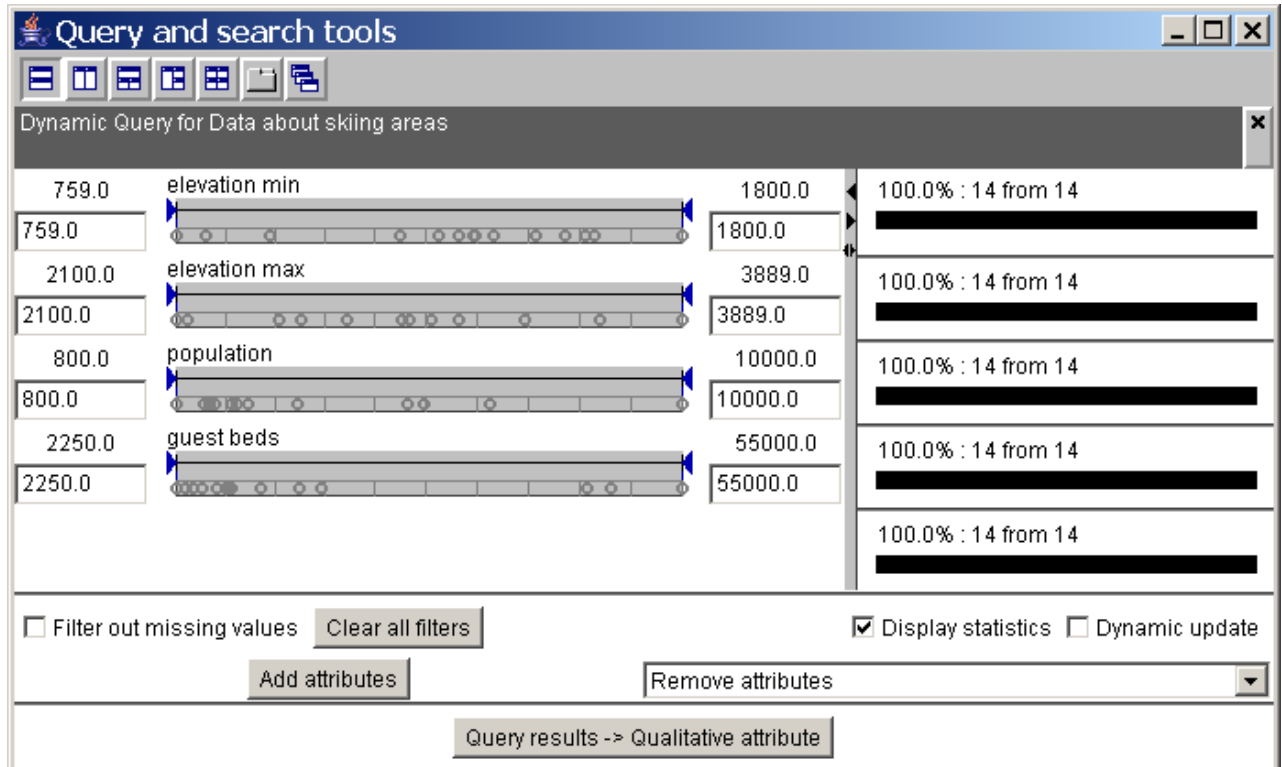 Query and search tools
Dynamic Query for Data about skiing areas
759.0 elevation min 1800.0 100.0% : 14 from 14
759.0 1800.0
2100.0 elevation max 3889.0 100.0% : 14 from 14
2100.0 3889.0
800.0 population 10000.0 100.0% : 14 from 14
800.0 10000.0
2250.0 guest beds 55000.0 100.0% : 14 from 14
2250.0 55000.0
100.0% : 14 from 14
Filter out missing values Clear all filters Display statistics Dynamic update
Add attributes Remove attributes
Query results -> Qualitative attribute